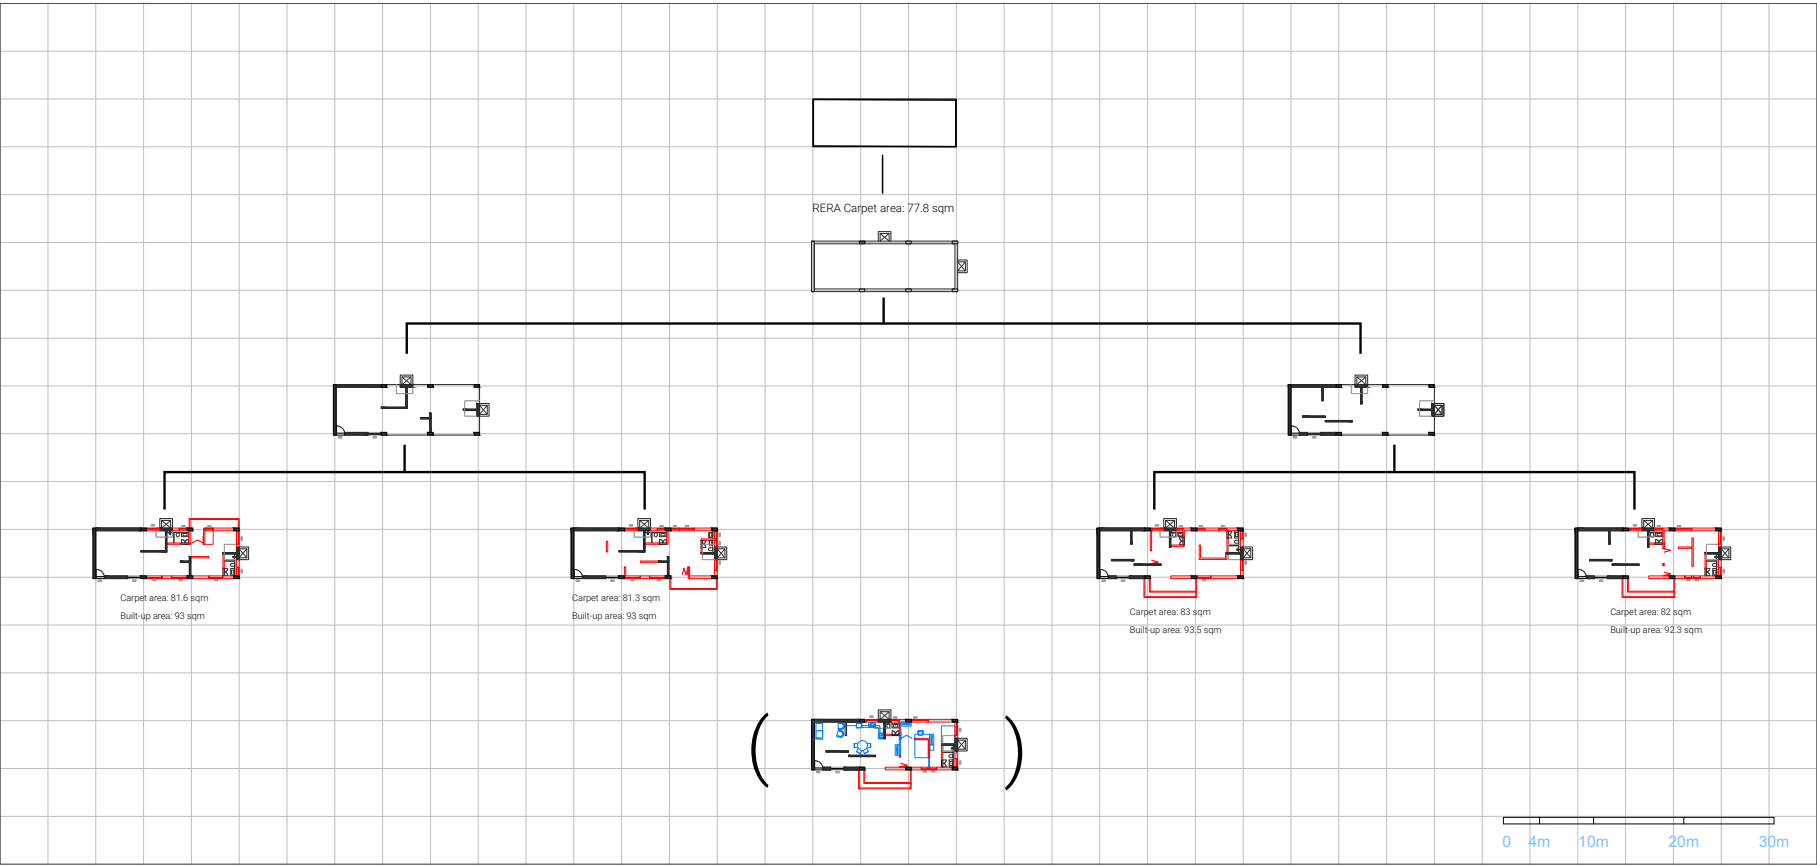 RERA Carpet area: 77.8 sqm
Carpet area: 81.6 sqm
Built-up area: 93 sqm
Carpet area: 81.3 sqm
Built-up area: 93 sqm
Carpet area: 83 sqm
Built-up area: 93.5 sqm
Carpet area: 82 sqm
Built-up area: 92.3 sqm
0 4m 10m 20m 30m